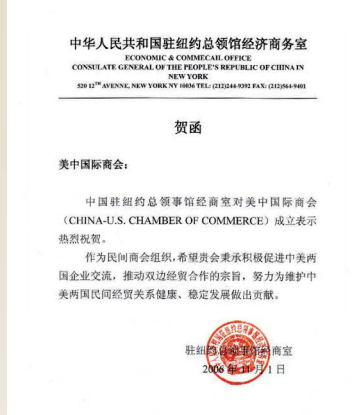 中华人民共和国驻纽约总领馆经济商务室
ECONOMIC & COMMECAIL OFFICE
CONSULATE GENERAL OF THE PEOPLE'S REPUBLIC OF CHINA IN
NEW YORK
520 12TH AVENNE, NEW YORK NY 10036 TEL: (212)244-9392 FAX: (212)564-9401
贺函
美中国际商会：
中国驻纽约总领事馆经商室对美中国际商会
（CHINA-U.S. CHAMBER OF COMMERCE）成立表示
热烈祝贺。
作为民间商会组织,希望贵会秉承积极促进中美两
国企业交流，推动双边经贸合作的宗旨，努力为维护中
美两国民间经贸关系健康、稳定发展做出贡献。
驻纽约总领事馆经商室
2006年11月1日